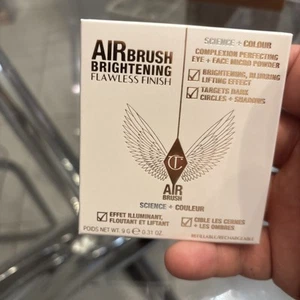 AIRBRUSH
BRIGHTENING
FLAWLESS FINISH
SCIENCE + COLOUR
COMPLEXION PERFECTING
EYE + FACE MICRO POWDER
BRIGHTENING, BLURRING
LIFTING EFFECT
TARGETS DARK
CIRCLES + SHADOWS
CT
AIR
BRUSH
SCIENCE + COULEUR
EFFET ILLUMINANT,
FLOUTANT ET LIFTANT
CIBLE LES CERNES
+ LES OMBRES
POIDS NET WT. 9 G e 0.31 OZ.
REFILLABLE/RECHARGEABLE